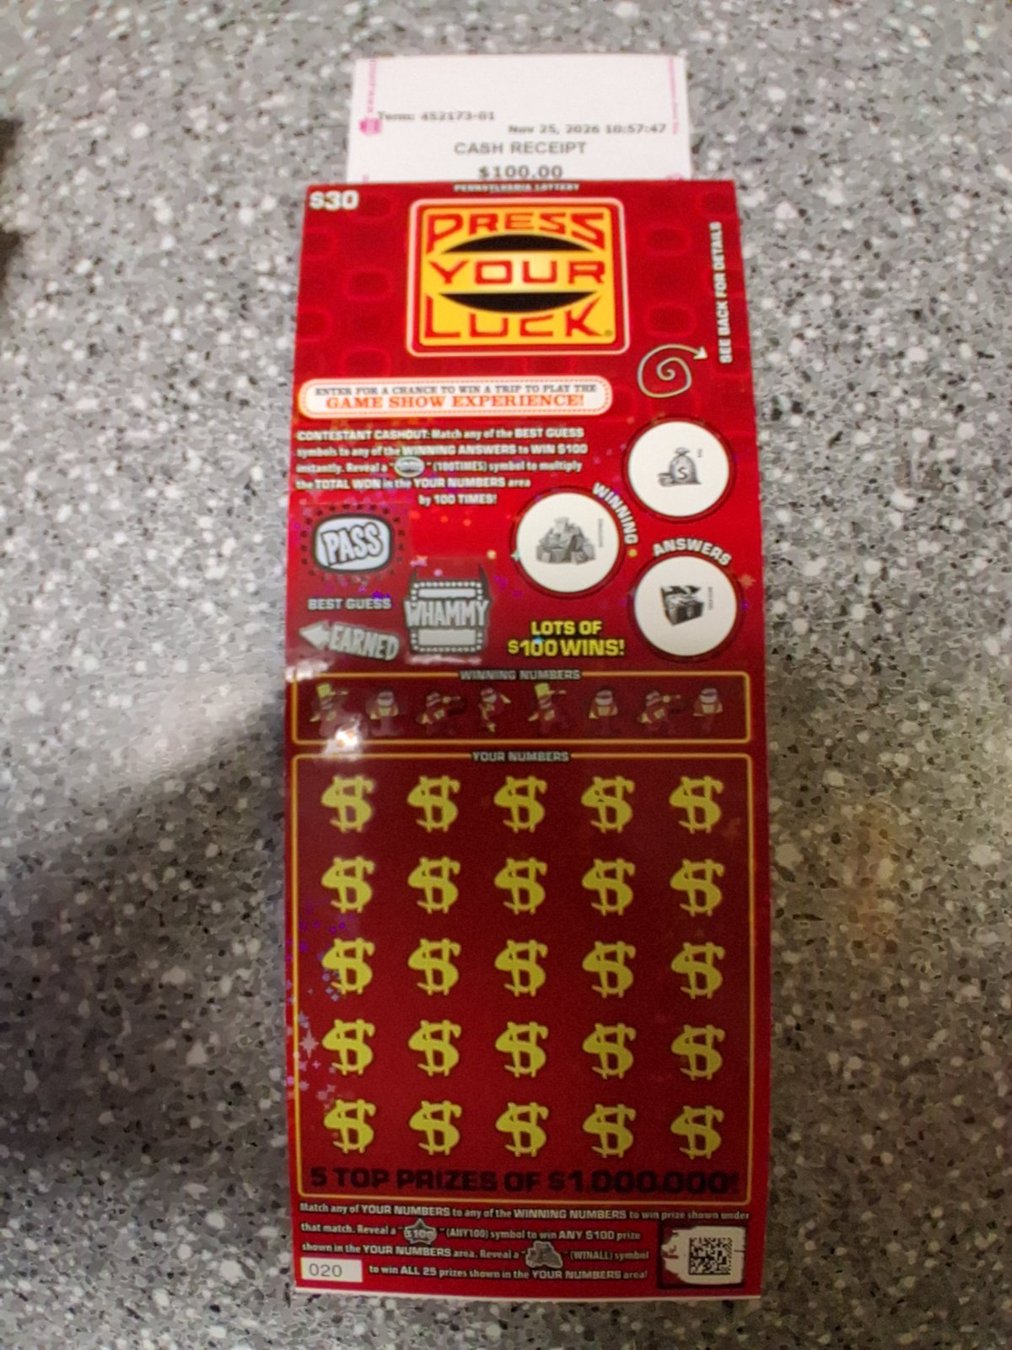 Term: 452173-01
Nov 25, 2026 10:57:47
CASH RECEIPT
$100.00
PENNSYLVANIA LOTTERY
$30
PRESS
YOUR
LUCK
SEE BACK FOR DETAILS
ENTER FOR A CHANCE TO WIN A TRIP TO PLAY THE
GAME SHOW EXPERIENCE!
CONTESTANT CASHOUT: Match any of the BEST GUESS
symbols to any of the WINNING ANSWERS to WIN $100
instantly. Reveal a " " (100TIMES) symbol to multiply
the TOTAL WON in the YOUR NUMBERS area
by 100 TIMES!
WINNING
ANSWERS
PASS
BEST GUESS
WHAMMY
EARNED
LOTS OF
$100 WINS!
WINNING NUMBERS
YOUR NUMBERS
5 TOP PRIZES OF $1,000,000!
Match any of YOUR NUMBERS to any of the WINNING NUMBERS to win prize shown under
that match. Reveal a "$100" (ANY100) symbol to win ANY $100 prize
shown in the YOUR NUMBERS area. Reveal a " " (WINALL) symbol
to win ALL 25 prizes shown in the YOUR NUMBERS area!
020